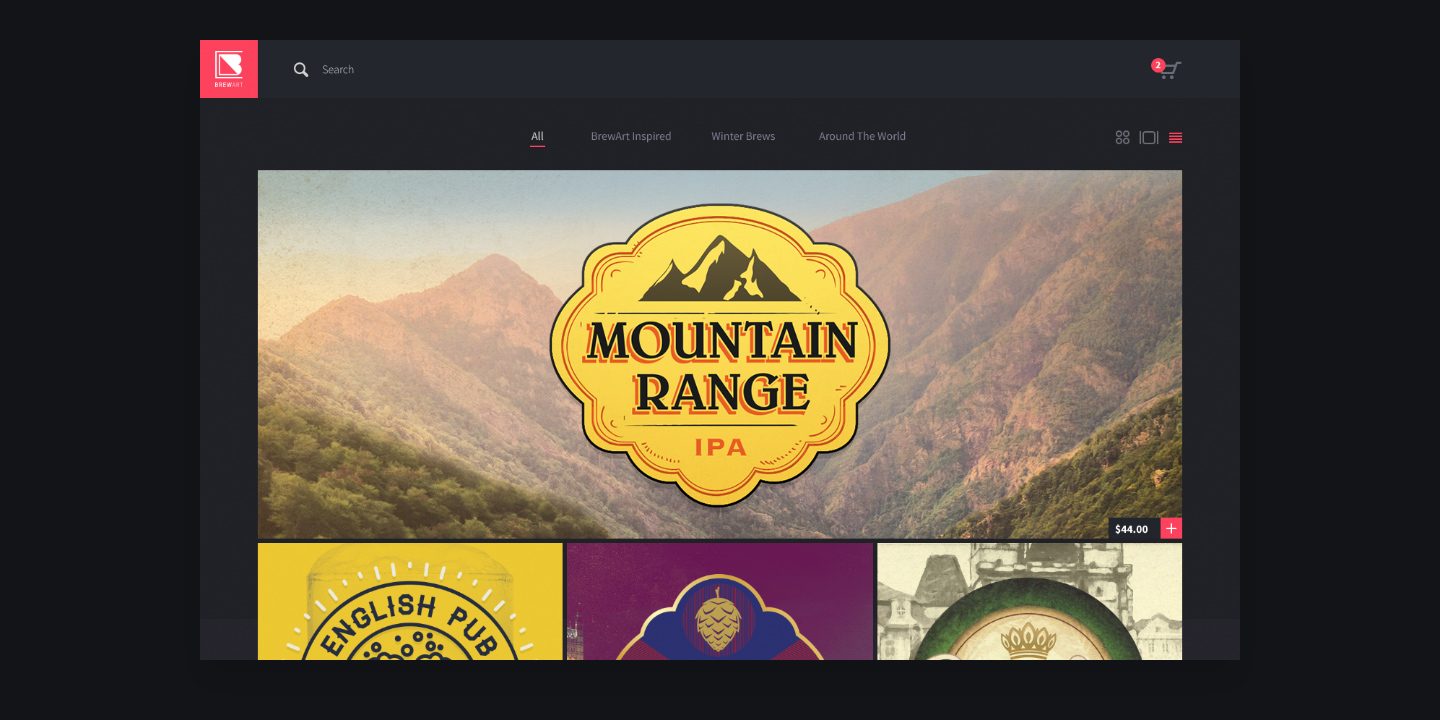 BREWART
Search
2
All
BrewArt Inspired
Winter Brews
Around The World
MOUNTAIN
RANGE
IPA
$44.00
ENGLISH PUB